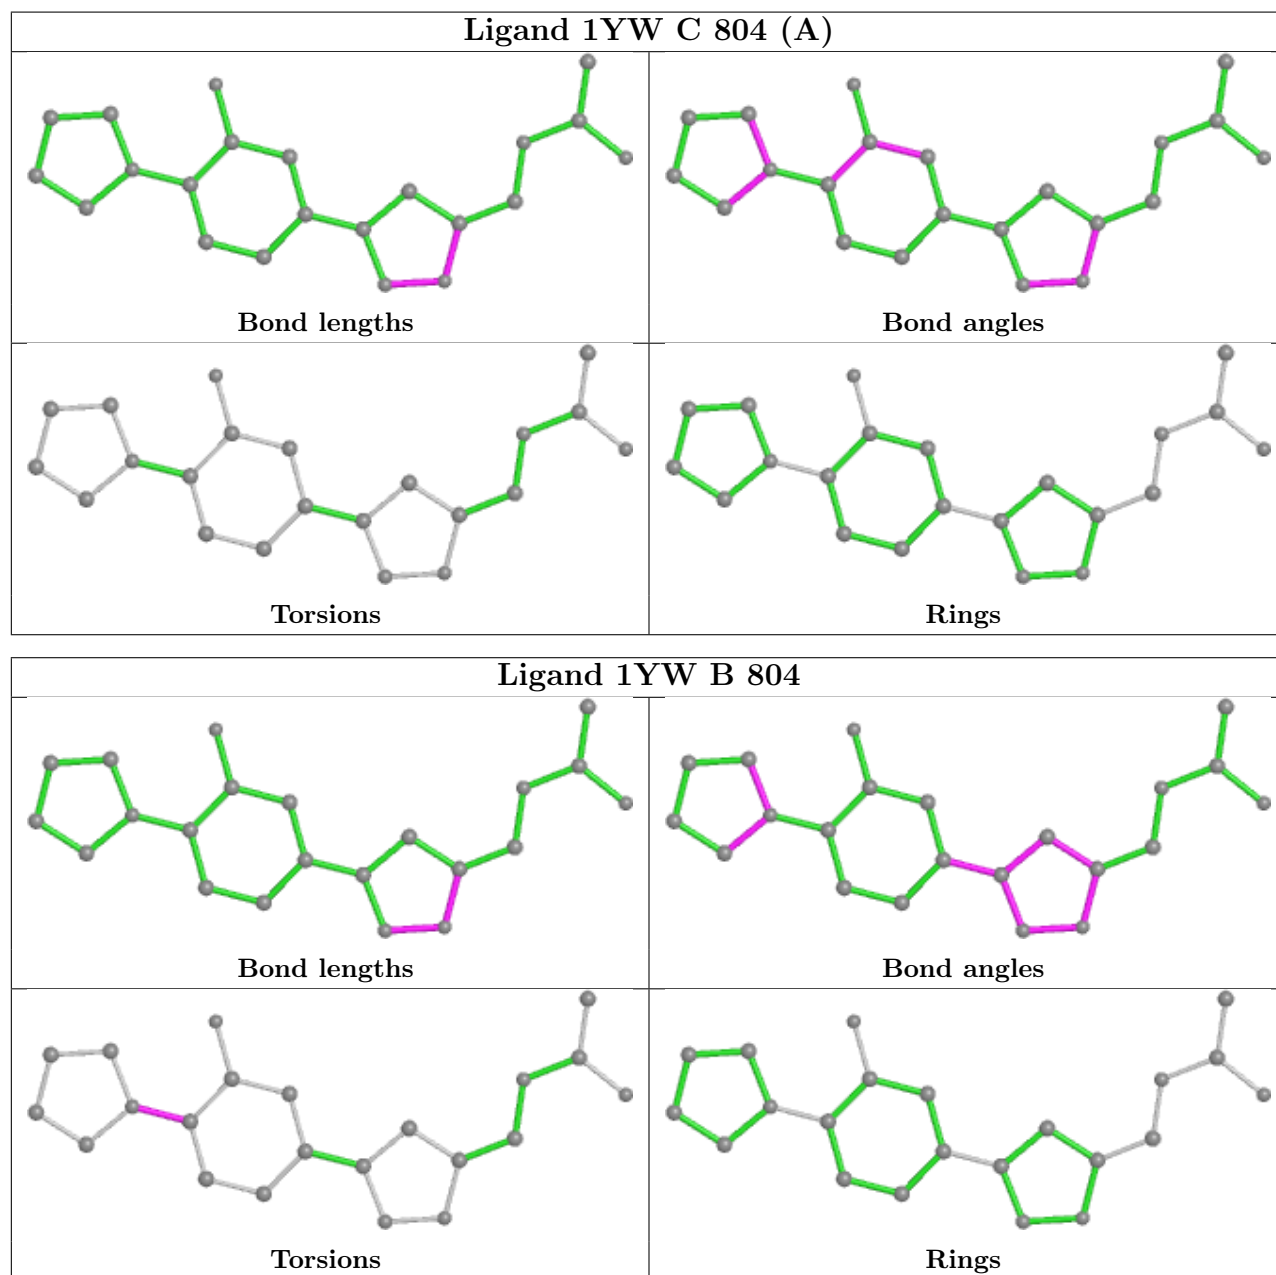 Ligand 1YW C 804 (A)
Bond lengths
Bond angles
Torsions
Rings
Ligand 1YW B 804
Bond lengths
Bond angles
Torsions
Rings